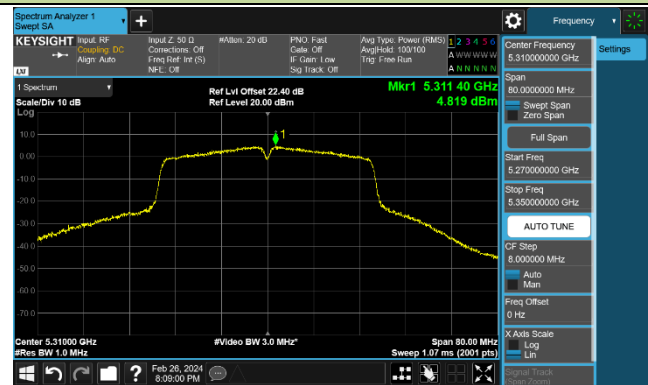 Spectrum Analyzer 1
Swept SA
+
Frequency
KEYSIGHT
Input: RF
Coupling: DC
Align: Auto
Input Z: 50 Ω
Corrections: Off
Freq Ref: Int (S)
NFE: Off
#Atten: 20 dB
PNO: Fast
Gate: Off
IF Gain: Low
Sig Track: Off
Avg Type: Power (RMS)
Avg|Hold: 100/100
Trig: Free Run
1 2 3 4 5 6
A W W W W W
A N N N N N
LXI
1 Spectrum
Scale/Div 10 dB
Log
Ref Lvl Offset 22.40 dB
Ref Level 20.00 dBm
Mkr1 5.311 40 GHz
4.819 dBm
1
10.0
0.00
-10.0
-20.0
-30.0
-40.0
-50.0
-60.0
-70.0
Center 5.31000 GHz
#Res BW 1.0 MHz
#Video BW 3.0 MHz*
Span 80.00 MHz
Sweep 1.07 ms (2001 pts)
Center Frequency
5.310000000 GHz
Settings
Span
80.0000000 MHz
Swept Span
Zero Span
Full Span
Start Freq
5.270000000 GHz
Stop Freq
5.350000000 GHz
AUTO TUNE
CF Step
8.000000 MHz
Auto
Man
Freq Offset
0 Hz
X Axis Scale
Log
Lin
Signal Track
(Span Zoom)
?
Feb 26, 2024
8:09:00 PM